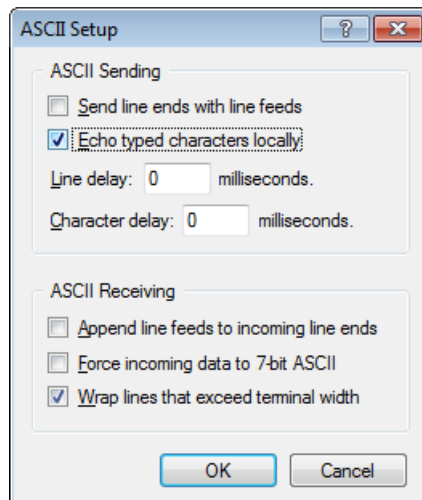 ASCII Setup
ASCII Sending
Send line ends with line feeds
Echo typed characters locally
Line delay: 0 milliseconds.
Character delay: 0 milliseconds.
ASCII Receiving
Append line feeds to incoming line ends
Force incoming data to 7-bit ASCII
Wrap lines that exceed terminal width
OK Cancel